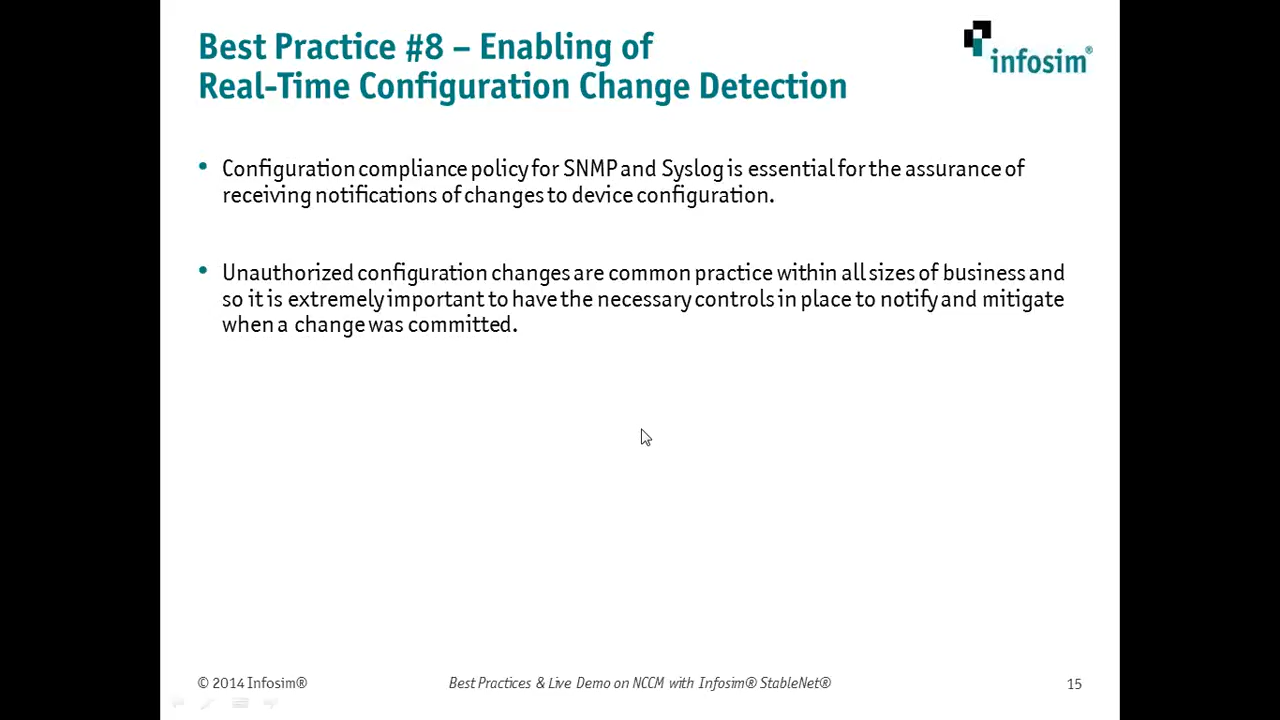 Best Practice #8 – Enabling of
Real-Time Configuration Change Detection
infosim®
• Configuration compliance policy for SNMP and Syslog is essential for the assurance of
receiving notifications of changes to device configuration.
• Unauthorized configuration changes are common practice within all sizes of business and
so it is extremely important to have the necessary controls in place to notify and mitigate
when a change was committed.
© 2014 Infosim®
Best Practices & Live Demo on NCCM with Infosim® StableNet®
15